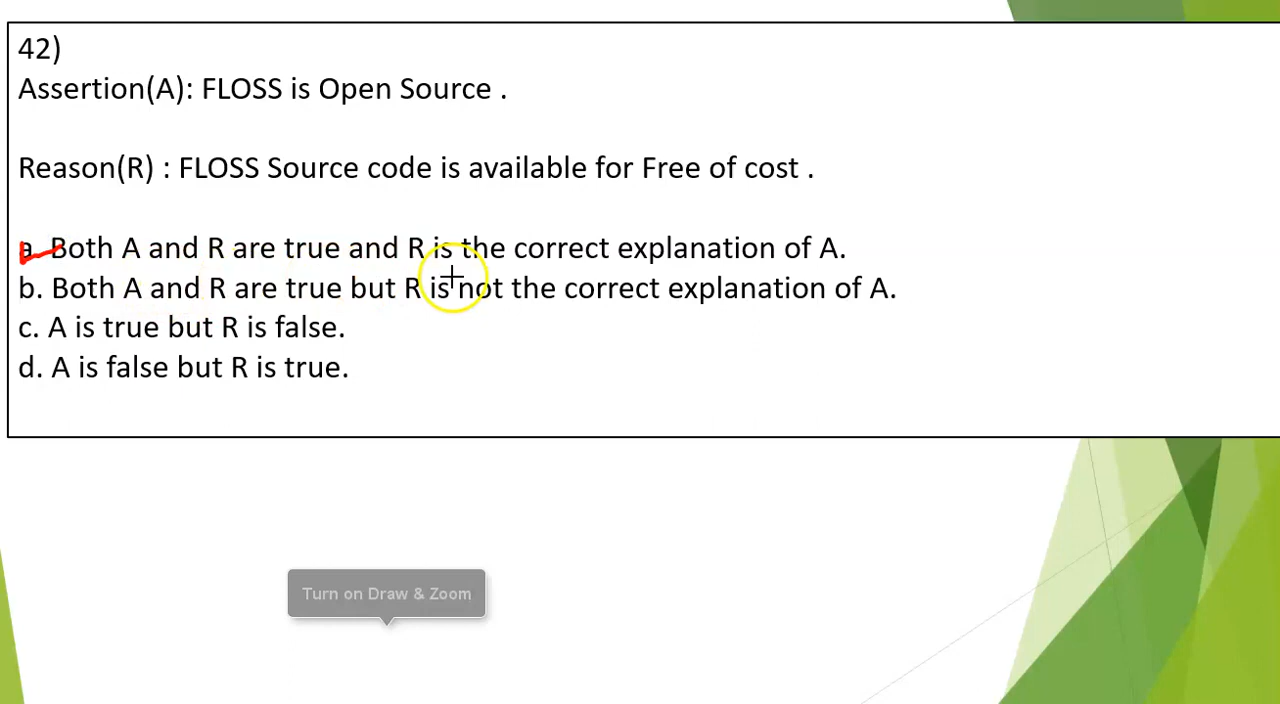 42)
Assertion(A): FLOSS is Open Source .
Reason(R) : FLOSS Source code is available for Free of cost .
a. Both A and R are true and R is the correct explanation of A.
b. Both A and R are true but R is not the correct explanation of A.
c. A is true but R is false.
d. A is false but R is true.
Turn on Draw & Zoom